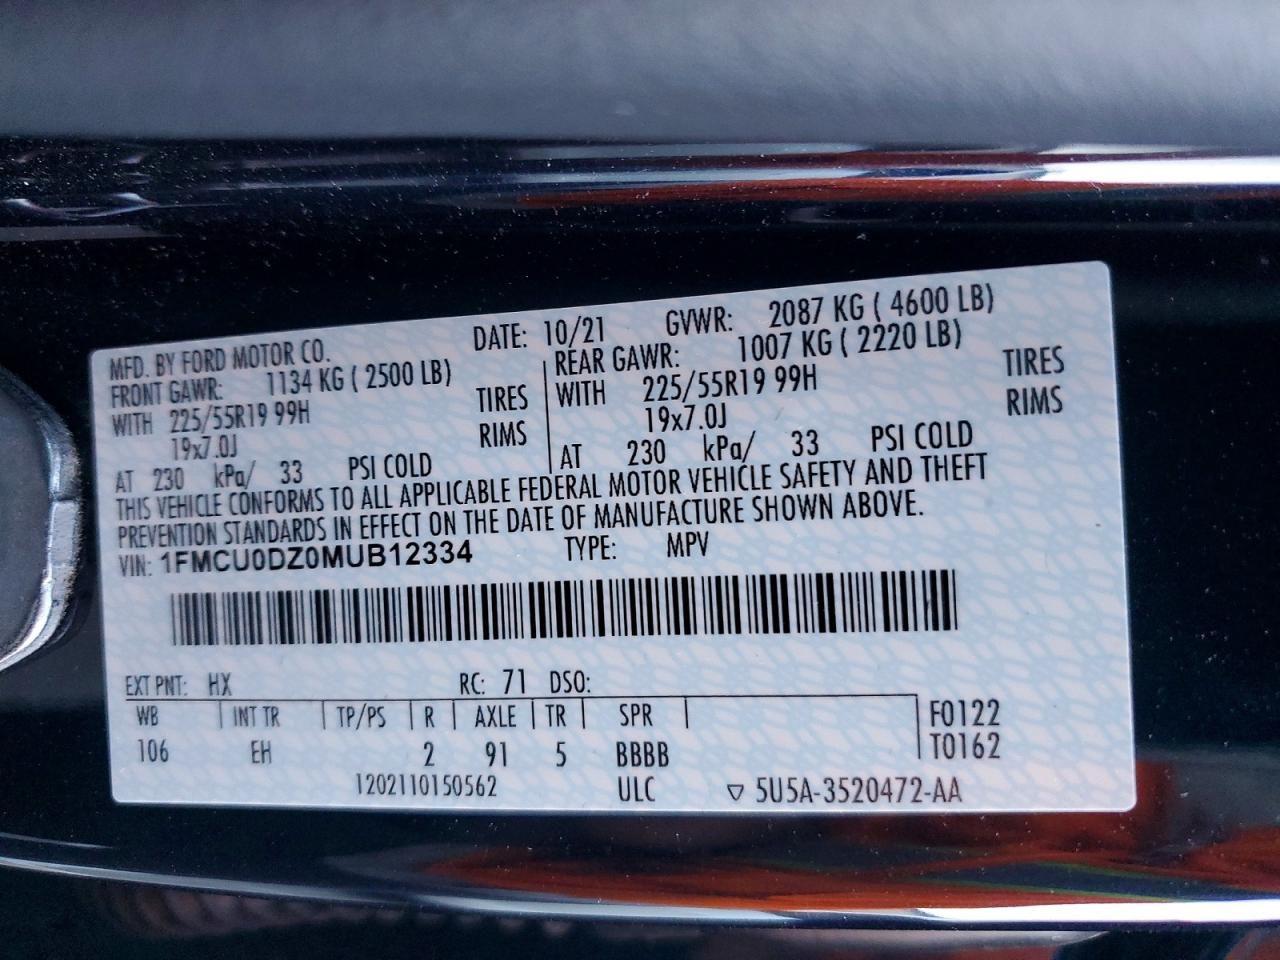 MFD. BY FORD MOTOR CO. DATE: 10/21 GVWR: 2087 KG ( 4600 LB)
FRONT GAWR: 1134 KG ( 2500 LB) REAR GAWR: 1007 KG ( 2220 LB)
WITH 225/55R19 99H TIRES WITH 225/55R19 99H TIRES
19x7.0J RIMS 19x7.0J RIMS
AT 230 kPa/ 33 PSI COLD AT 230 kPa/ 33 PSI COLD
THIS VEHICLE CONFORMS TO ALL APPLICABLE FEDERAL MOTOR VEHICLE SAFETY AND THEFT
PREVENTION STANDARDS IN EFFECT ON THE DATE OF MANUFACTURE SHOWN ABOVE.
VIN: 1FMCU0DZ0MUB12334 TYPE: MPV
EXT PNT: HX RC: 71 DSO:
WB INT TR TP/PS R AXLE TR SPR F0122
106 EH 2 91 5 BBBB T0162
1202110150562 ULC ▽ 5U5A-3520472-AA